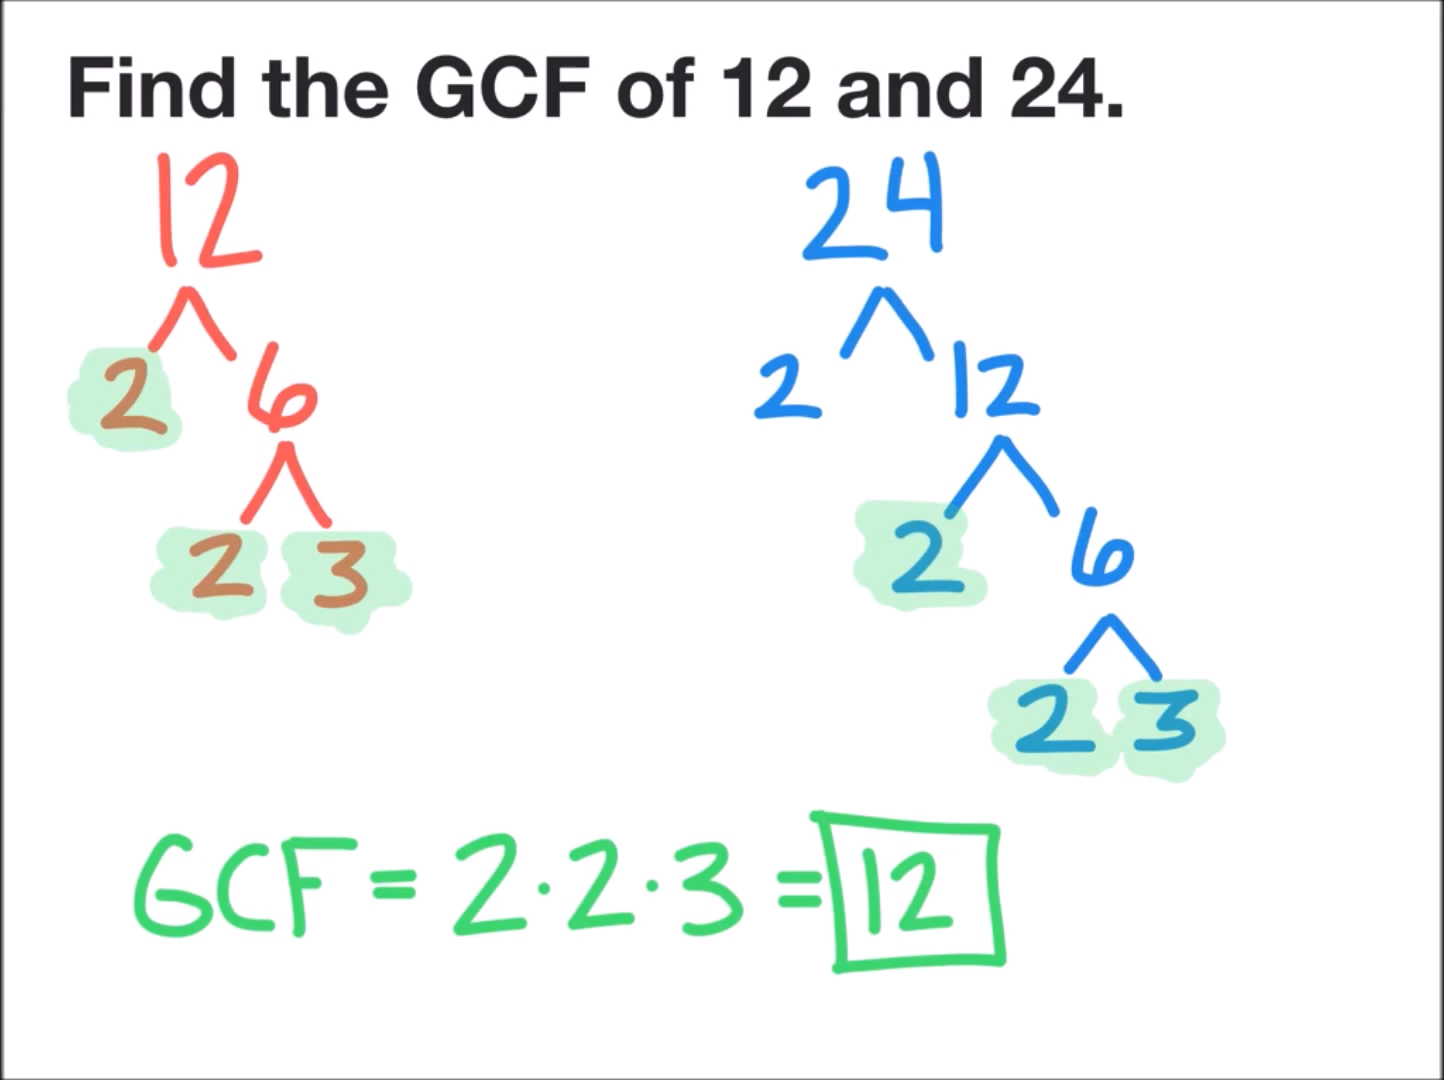 Find the GCF of 12 and 24.
12 24
2 6 2 12
2 3 2 6
2 3
GCF = 2·2·3 = 12